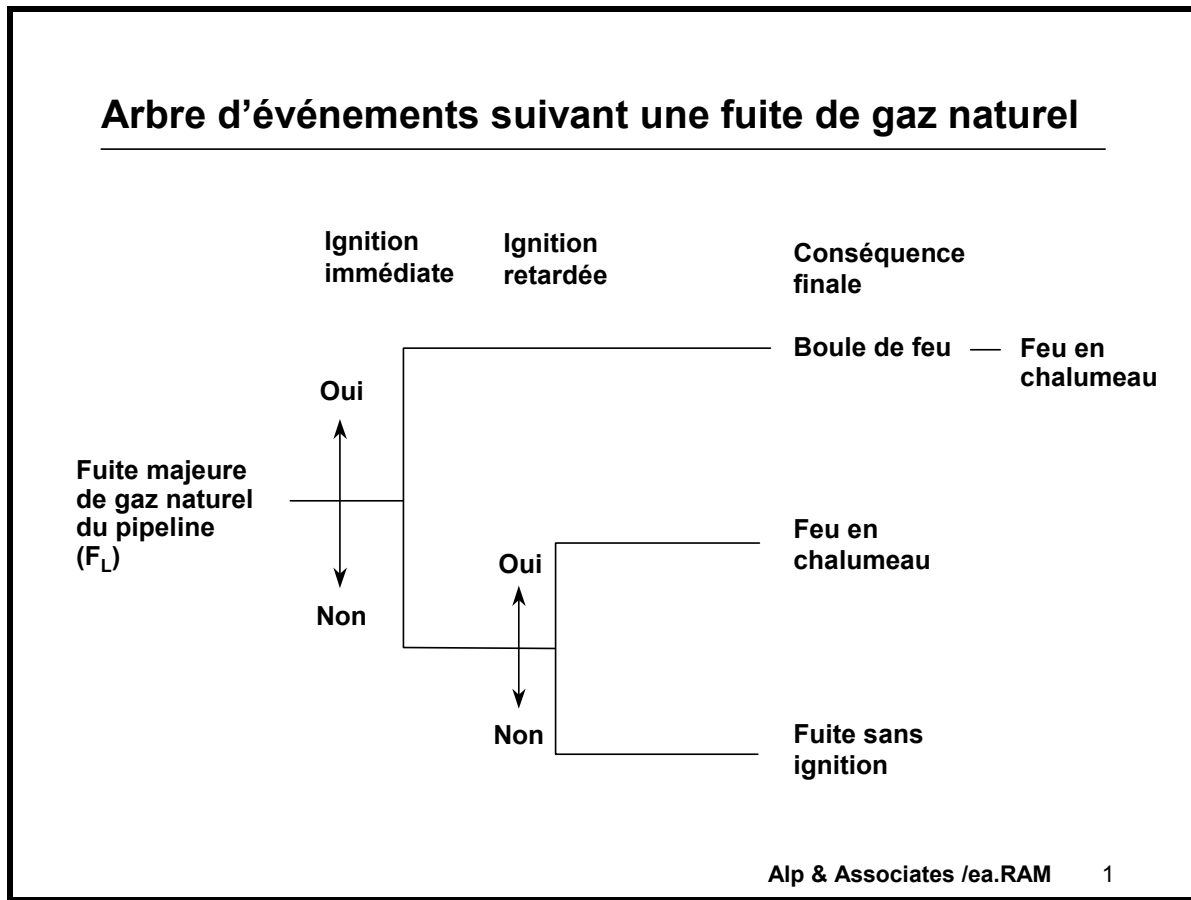 Arbre d’événements suivant une fuite de gaz naturel
Ignition
immédiate
Ignition
retardée
Conséquence
finale
Boule de feu
Feu en
chalumeau
Oui
Fuite majeure
de gaz naturel
du pipeline
(FL)
Non
Oui
Feu en
chalumeau
Non
Fuite sans
ignition
Alp & Associates /ea.RAM 1